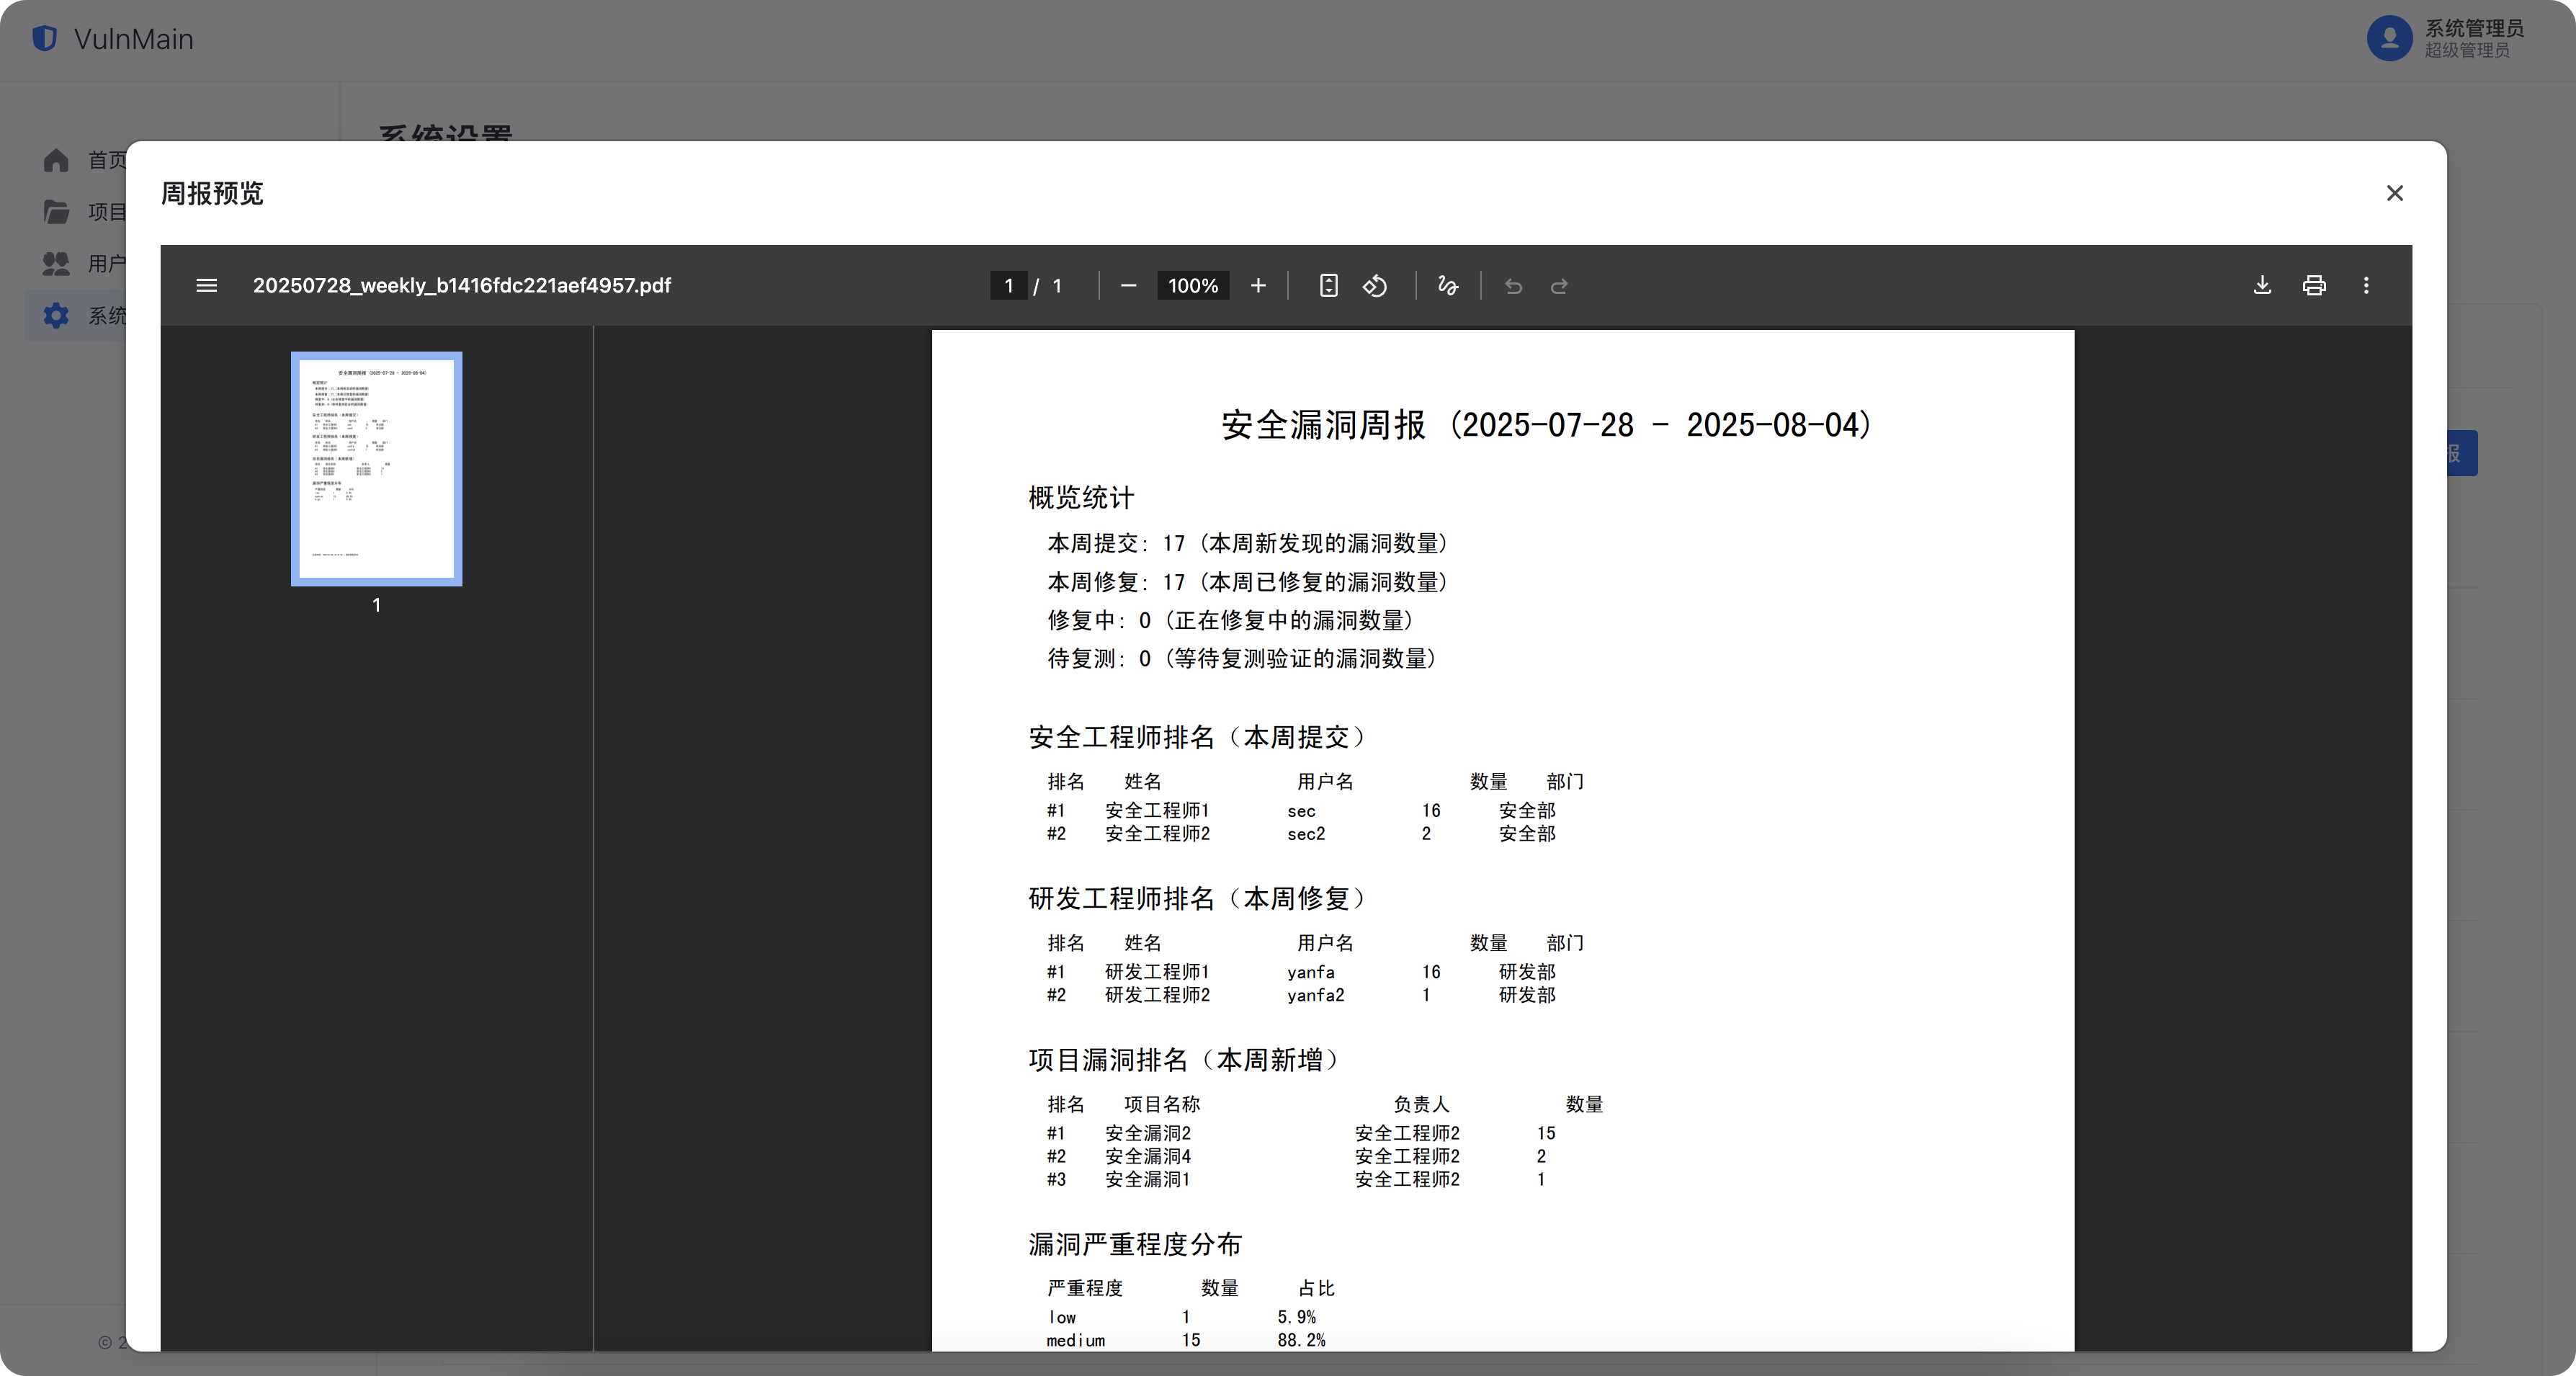 VulnMain
系统管理员
超级管理员
系统设置
首页
项目
用户
系统
周报预览
20250728_weekly_b1416fdc221aef4957.pdf
1 / 1
100%
1
安全漏洞周报 (2025-07-28 - 2025-08-04)
概览统计
本周提交: 17 (本周新发现的漏洞数量)
本周修复: 17 (本周已修复的漏洞数量)
修复中: 0 (正在修复中的漏洞数量)
待复测: 0 (等待复测验证的漏洞数量)
安全工程师排名（本周提交）
排名 姓名 用户名 数量 部门
#1 安全工程师1 sec 16 安全部
#2 安全工程师2 sec2 2 安全部
研发工程师排名（本周修复）
排名 姓名 用户名 数量 部门
#1 研发工程师1 yanfa 16 研发部
#2 研发工程师2 yanfa2 1 研发部
项目漏洞排名（本周新增）
排名 项目名称 负责人 数量
#1 安全漏洞2 安全工程师2 15
#2 安全漏洞4 安全工程师2 2
#3 安全漏洞1 安全工程师2 1
漏洞严重程度分布
严重程度 数量 占比
low 1 5.9%
medium 15 88.2%
报
© 2